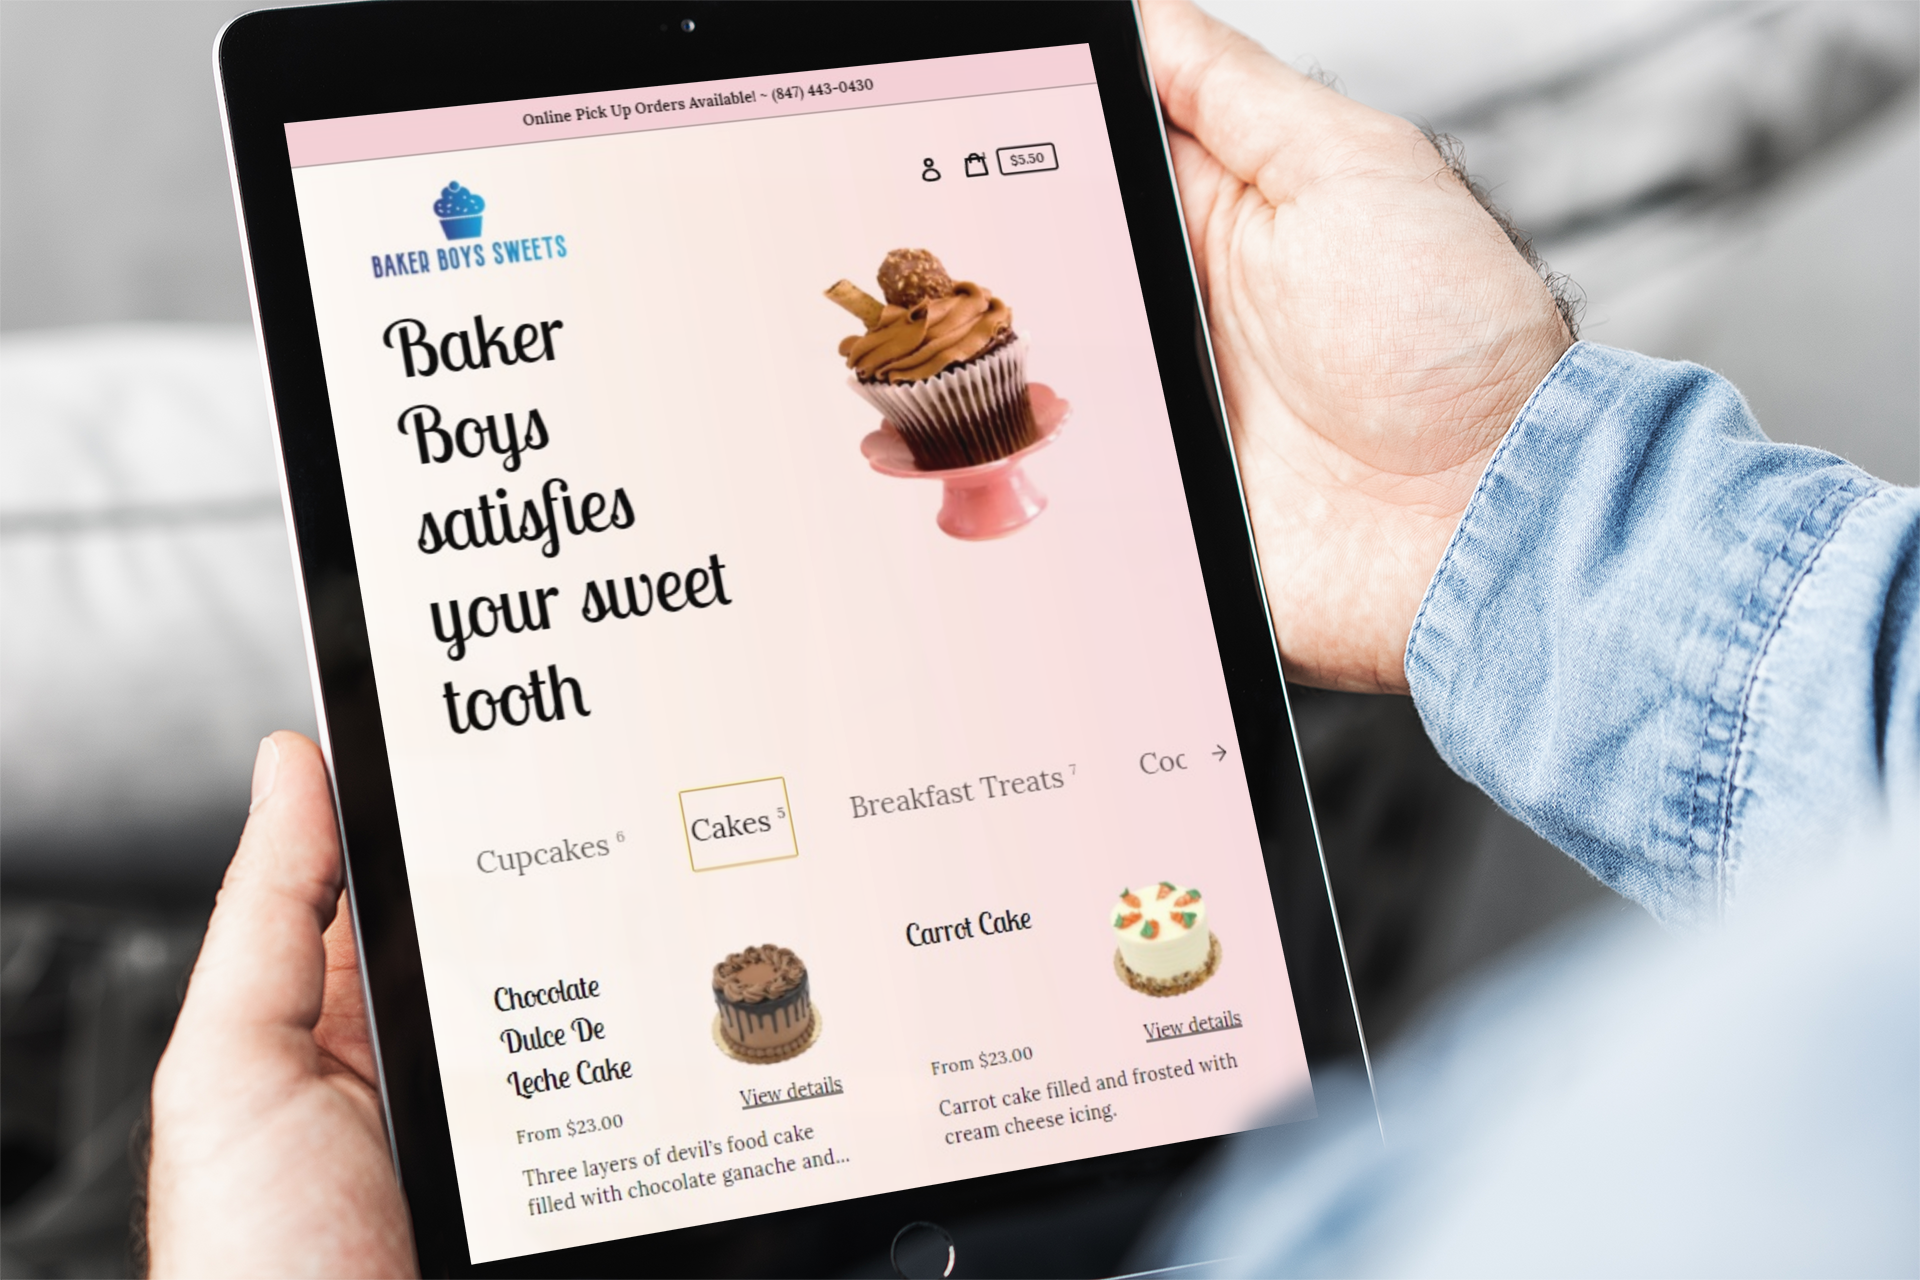 Online Pick Up Orders Available! ~ (847) 443-0430
$5.50
BAKER BOYS SWEETS
Baker
Boys
satisfies
your sweet
tooth
Cupcakes 6
Cakes 5
Breakfast Treats 7
Coc →
Chocolate
Dulce De
Leche Cake
From $23.00
View details
Three layers of devil's food cake
filled with chocolate ganache and...
Carrot Cake
From $23.00
View details
Carrot cake filled and frosted with
cream cheese icing.